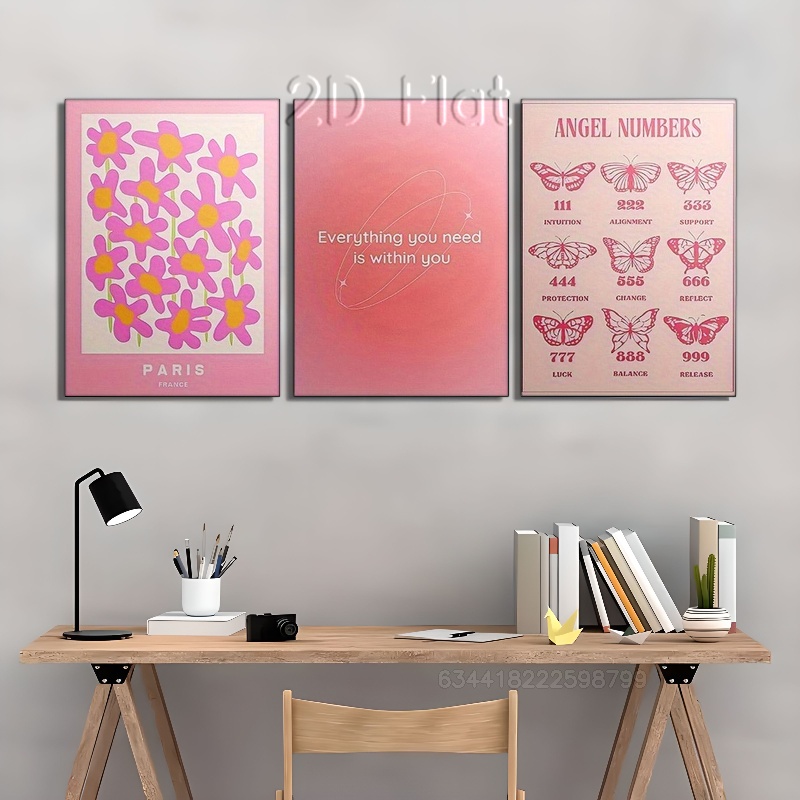 2D Flat
PARIS
FRANCE
Everything you need
is within you
ANGEL NUMBERS
111 222 333
INTUITION ALIGNMENT SUPPORT
444 555 666
PROTECTION CHANGE REFLECT
777 888 999
LUCK BALANCE RELEASE
634418222598799